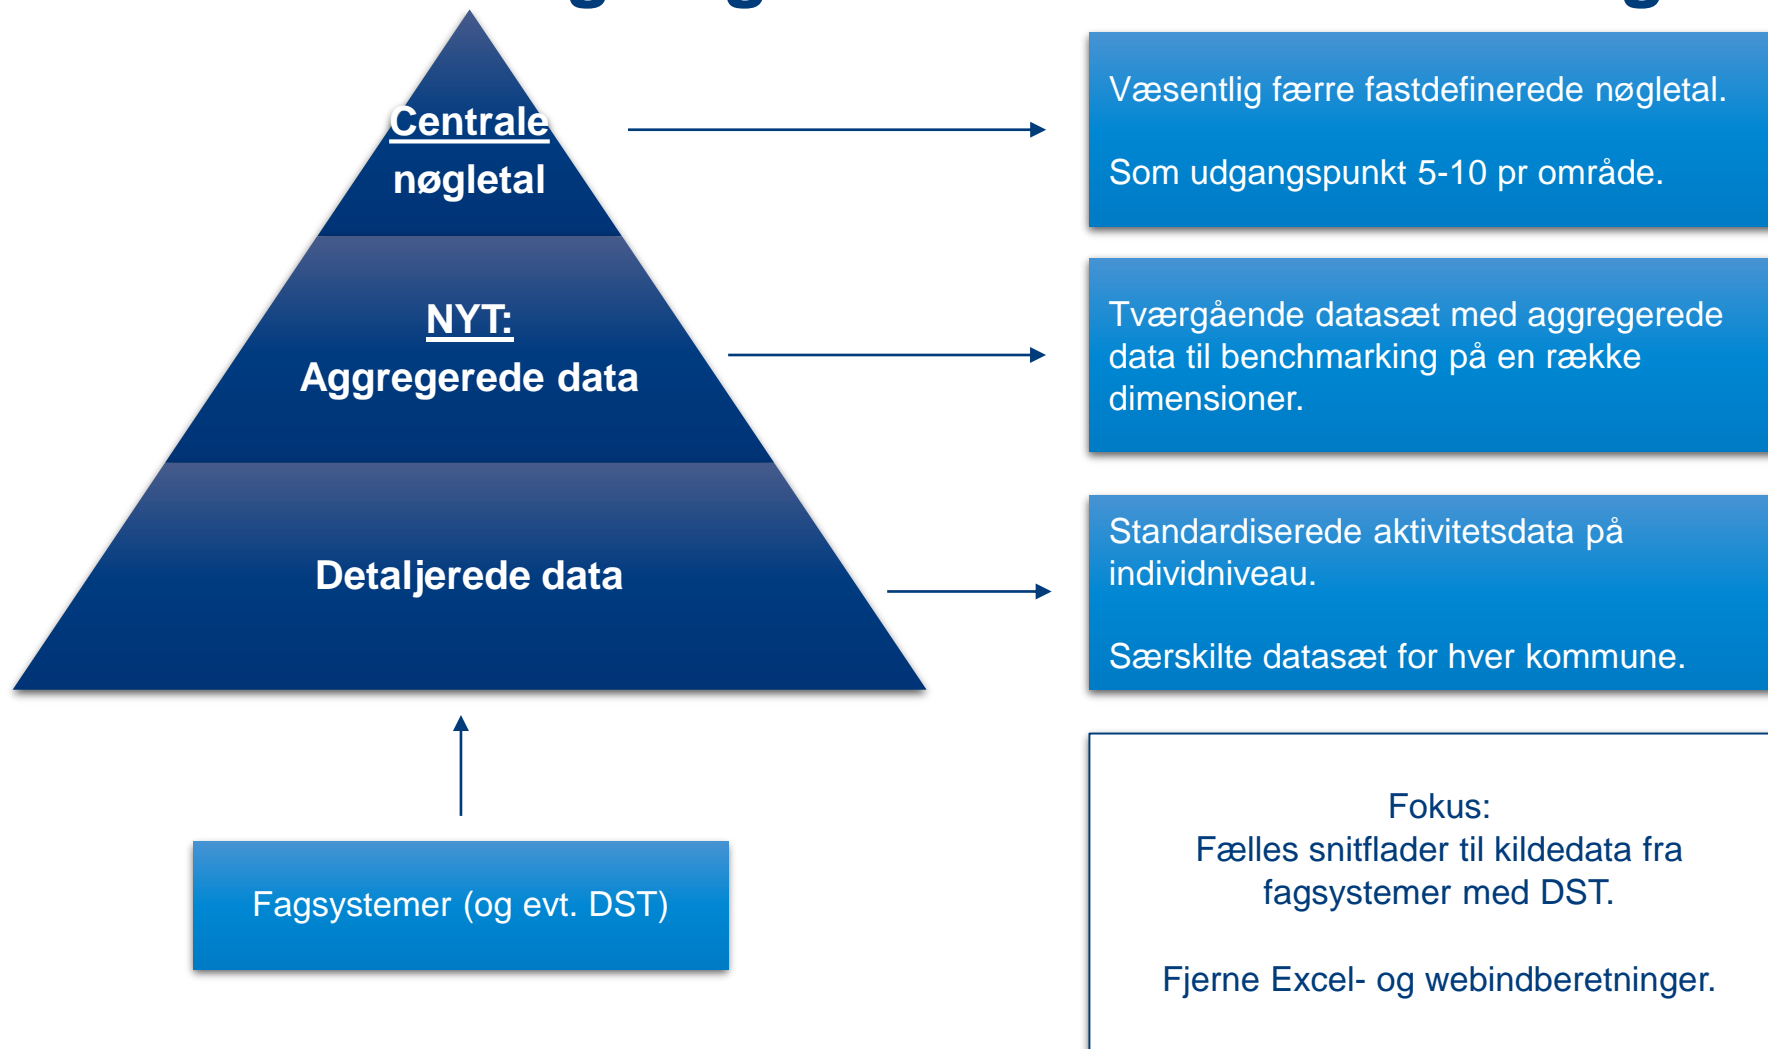 Centrale
nøgletal
Væsentlig færre fastdefinerede nøgletal.
Som udgangspunkt 5-10 pr område.
NYT:
Aggregerede data
Tværgående datasæt med aggregerede
data til benchmarking på en række
dimensioner.
Detaljerede data
Standardiserede aktivitetsdata på
individniveau.
Særskilte datasæt for hver kommune.
Fagsystemer (og evt. DST)
Fokus:
Fælles snitflader til kildedata fra
fagsystemer med DST.
Fjerne Excel- og webindberetninger.